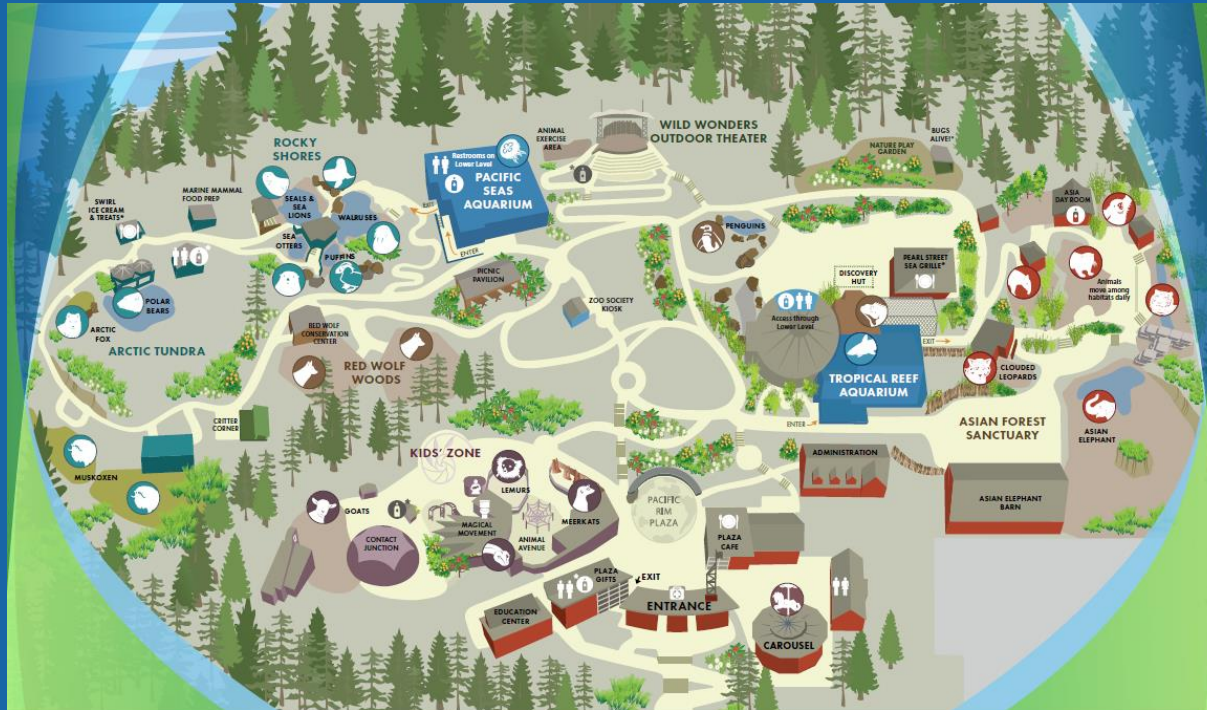 ROCKY
SHORES
ANIMAL
EXERCISE
AREA
WILD WONDERS
OUTDOOR THEATER
BUGS
ALIVE!*
NATURE PLAY
GARDEN
Restrooms on
Lower Level
PACIFIC
SEAS
AQUARIUM
EXIT
ENTER
MARINE MAMMAL
FOOD PREP
SWIRL
ICE CREAM
& TREATS*
SEALS &
SEA
LIONS
WALRUSES
SEA
OTTERS
PUFFINS
ASIA
DAY ROOM
PENGUINS
PICNIC
PAVILION
DISCOVERY
HUT
PEARL STREET
SEA GRILLE*
Animals
move among
habitats daily
POLAR
BEARS
ARCTIC
FOX
ARCTIC TUNDRA
ZOO SOCIETY
KIOSK
Access through
Lower Level
RED WOLF
CONSERVATION
CENTER
RED WOLF
WOODS
EXIT
CLOUDED
LEOPARDS
TROPICAL REEF
AQUARIUM
ENTER
ASIAN FOREST
SANCTUARY
ASIAN
ELEPHANT
CRITTER
CORNER
MUSKOXEN
KIDS' ZONE
ADMINISTRATION
LEMURS
GOATS
MEERKATS
MAGICAL
MOVEMENT
ANIMAL
AVENUE
CONTACT
JUNCTION
PACIFIC
RIM
PLAZA
ASIAN ELEPHANT
BARN
PLAZA
CAFE
PLAZA
GIFTS
EXIT
ENTRANCE
EDUCATION
CENTER
CAROUSEL